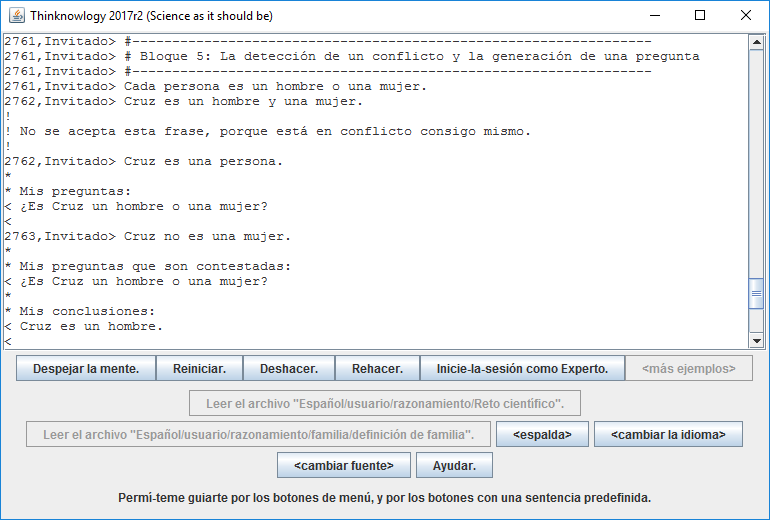 Thinknowlogy 2017r2 (Science as it should be)
2761,Invitado> #-----------------------------------------------------------------
2761,Invitado> # Bloque 5: La detección de un conflicto y la generación de una pregunta
2761,Invitado> #-----------------------------------------------------------------
2761,Invitado> Cada persona es un hombre o una mujer.
2762,Invitado> Cruz es un hombre y una mujer.
!
! No se acepta esta frase, porque está en conflicto consigo mismo.
!
2762,Invitado> Cruz es una persona.
*
* Mis preguntas:
< ¿Es Cruz un hombre o una mujer?
<
2763,Invitado> Cruz no es una mujer.
*
* Mis preguntas que son contestadas:
< ¿Es Cruz un hombre o una mujer?
*
* Mis conclusiones:
< Cruz es un hombre.
<
Despejar la mente. Reiniciar. Deshacer. Rehacer. Inicie-la-sesión como Experto. <más ejemplos>
Leer el archivo "Español/usuario/razonamiento/Reto científico".
Leer el archivo "Español/usuario/razonamiento/familia/definición de familia". <espalda> <cambiar la idioma>
<cambiar fuente> Ayudar.
Permí-teme guiarte por los botones de menú, y por los botones con una sentencia predefinida.